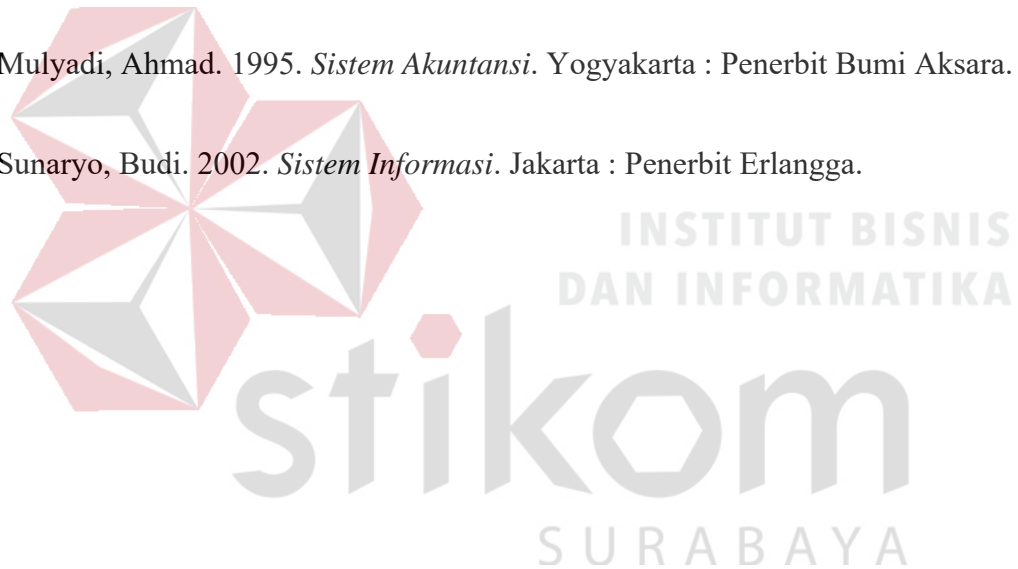 Mulyadi, Ahmad. 1995. Sistem Akuntansi. Yogyakarta : Penerbit Bumi Aksara.
Sunaryo, Budi. 2002. Sistem Informasi. Jakarta : Penerbit Erlangga.
INSTITUT BISNIS
DAN INFORMATIKA
stikom
SURABAYA